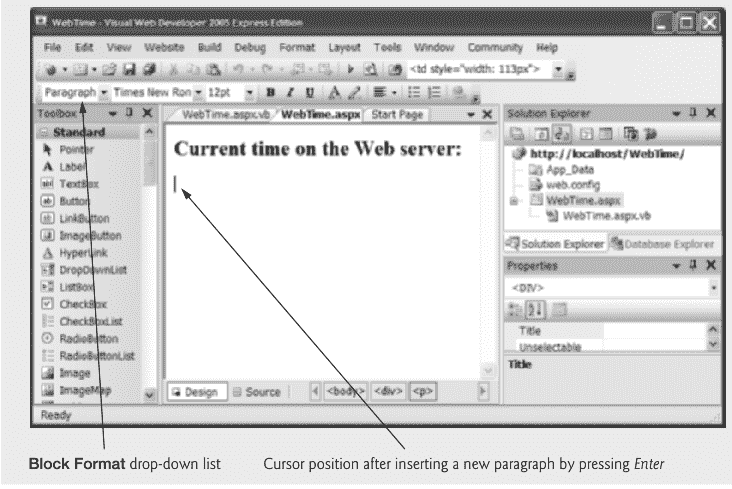 WebTime - Visual Web Developer 2005 Express Edition
File Edit View Website Build Debug Format Layout Tools Window Community Help
<td style="width: 113px">
Paragraph Times New Ron 12pt B I U A
Toolbox
WebTime.aspx.vb WebTime.aspx Start Page
Solution Explorer
Standard
Pointer
A Label
abl TextBox
ab Button
ab LinkButton
ImageButton
A HyperLink
DropDownList
ListBox
CheckBox
CheckBoxList
RadioButton
RadioButtonList
Image
ImageMap
Current time on the Web server:
Design Source <body> <div> <p>
http://localhost/WebTime/
App_Data
web.config
WebTime.aspx
WebTime.aspx.vb
Solution Explorer Database Explorer
Properties
<DIV>
Title
Unselectable
Title
Ready
Block Format drop-down list
Cursor position after inserting a new paragraph by pressing Enter